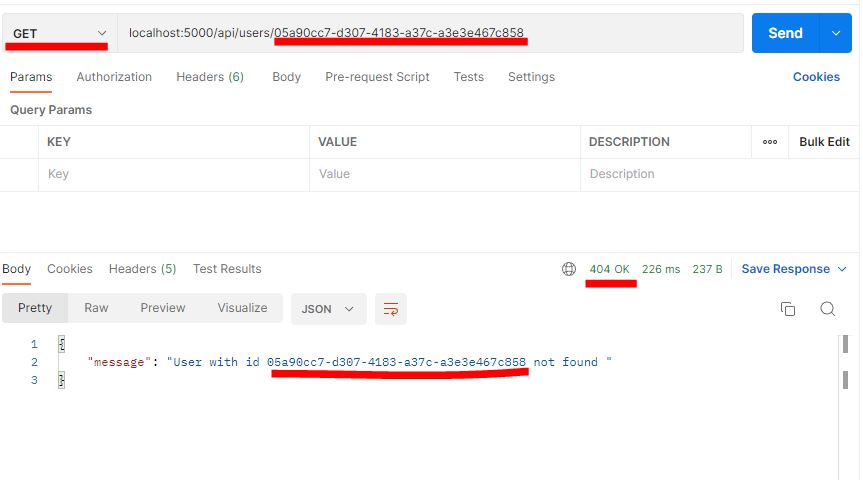 GET localhost:5000/api/users/05a90cc7-d307-4183-a37c-a3e3e467c858 Send
Params Authorization Headers (6) Body Pre-request Script Tests Settings Cookies
Query Params
KEY VALUE DESCRIPTION ooo Bulk Edit
Key Value Description
Body Cookies Headers (5) Test Results 404 OK 226 ms 237 B Save Response
Pretty Raw Preview Visualize JSON
1 {
2 "message": "User with id 05a90cc7-d307-4183-a37c-a3e3e467c858 not found "
3 }